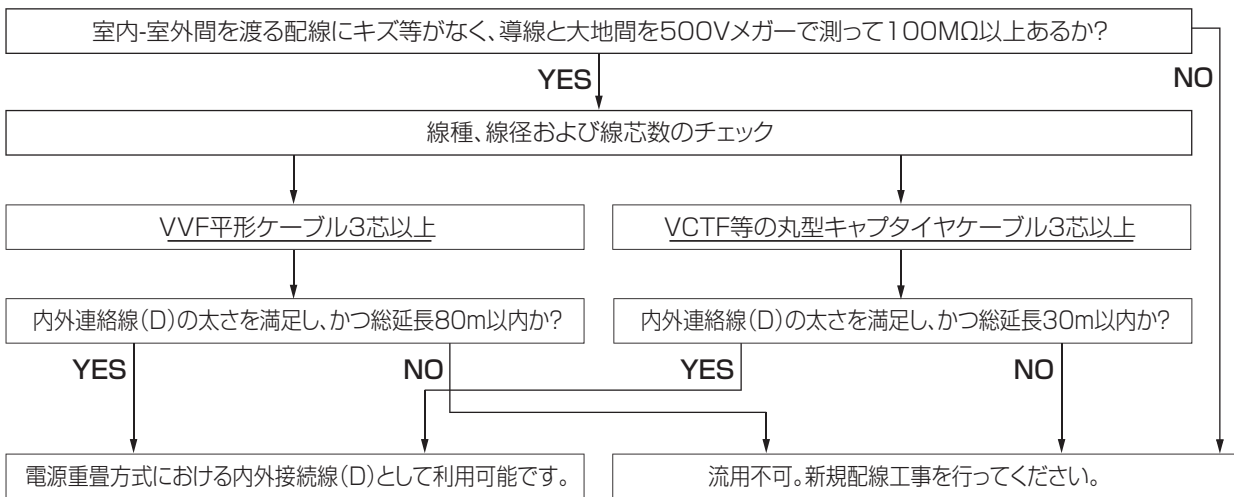 室内-室外間を渡る配線にキズ等がなく、導線と大地間を500Vメガーで測って100MΩ以上あるか?
YES
NO
線種、線径および線芯数のチェック
VVF平形ケーブル3芯以上
VCTF等の丸型キャプタイヤケーブル3芯以上
内外連絡線(D)の太さを満足し、かつ総延長80m以内か?
内外連絡線(D)の太さを満足し、かつ総延長30m以内か?
YES
NO
YES
NO
電源重畳方式における内外接続線(D)として利用可能です。
流用不可。新規配線工事を行ってください。